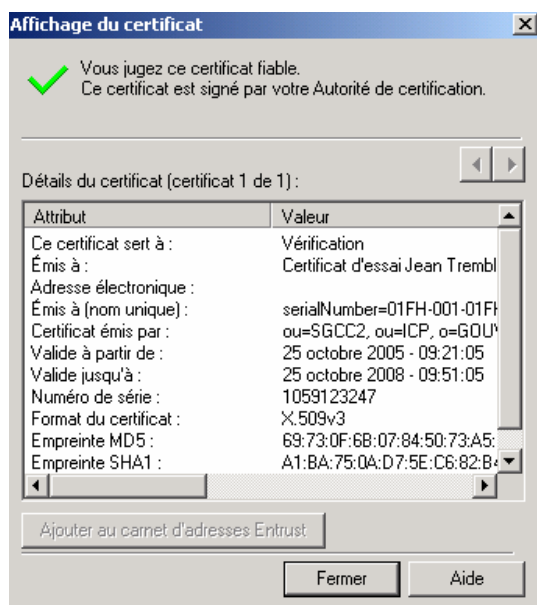 Affichage du certificat
Vous jugez ce certificat fiable.
Ce certificat est signé par votre Autorité de certification.
Détails du certificat (certificat 1 de 1) :
Attribut Valeur
Ce certificat sert à : Vérification
Émis à : Certificat d'essai Jean Trembl
Adresse électronique :
Émis à (nom unique) : serialNumber=01FH-001-01FH
Certificat émis par : ou=SGCC2, ou=ICP, o=GOUV
Valide à partir de : 25 octobre 2005 - 09:21:05
Valide jusqu'à : 25 octobre 2008 - 09:51:05
Numéro de série : 1059123247
Format du certificat : X.509v3
Empreinte MD5 : 69:73:0F:6B:07:84:50:73:A5:
Empreinte SHA1 : A1:BA:75:0A:D7:5E:C6:82:B4
Ajouter au carnet d'adresses Entrust
Fermer Aide